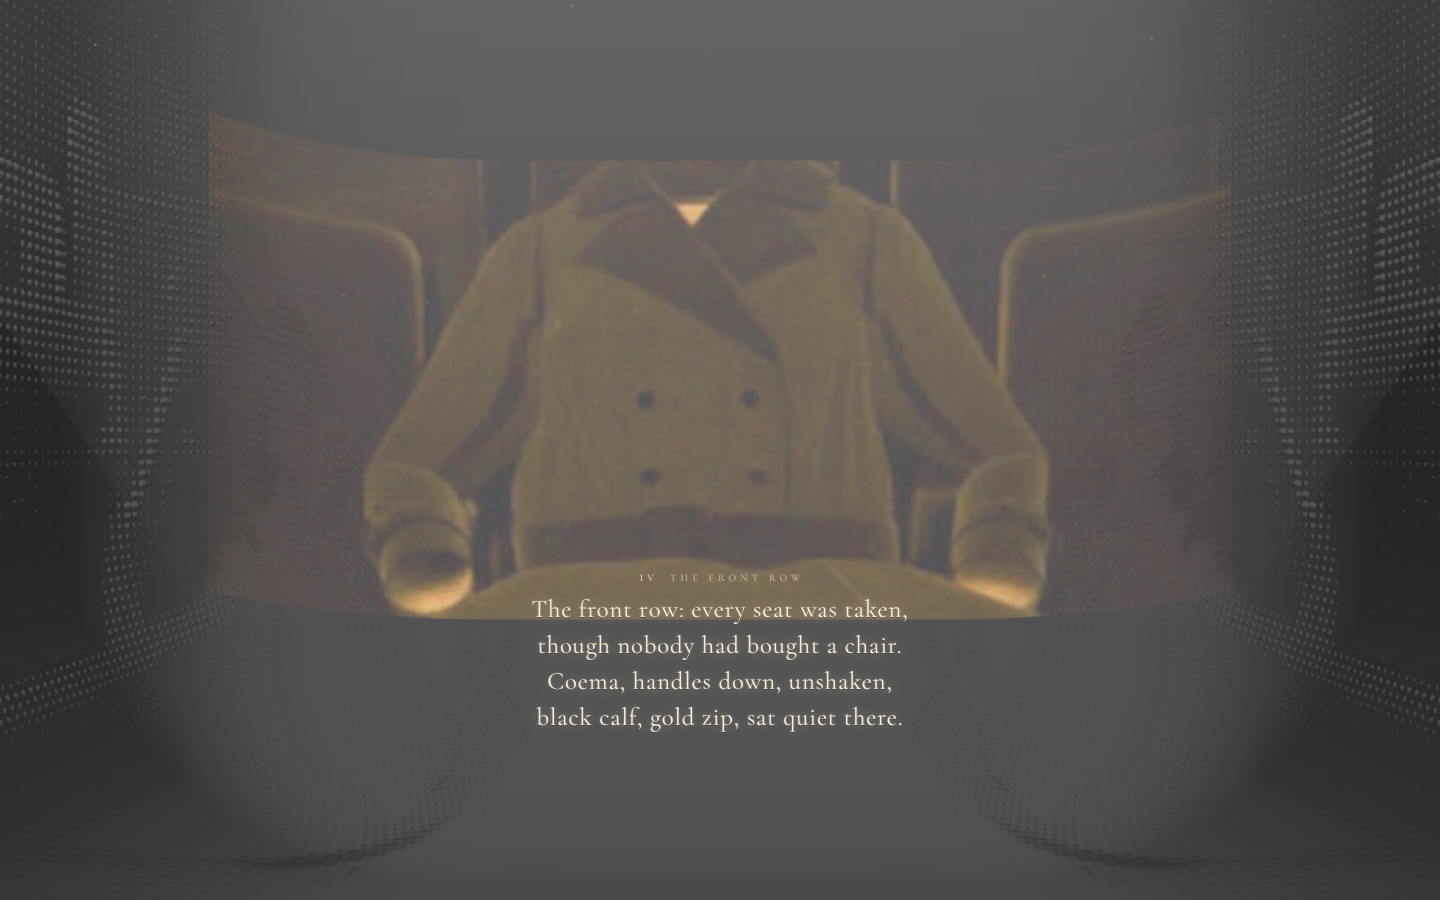 IV THE FRONT ROW
The front row: every seat was taken,
though nobody had bought a chair.
Coema, handles down, unshaken,
black calf, gold zip, sat quiet there.